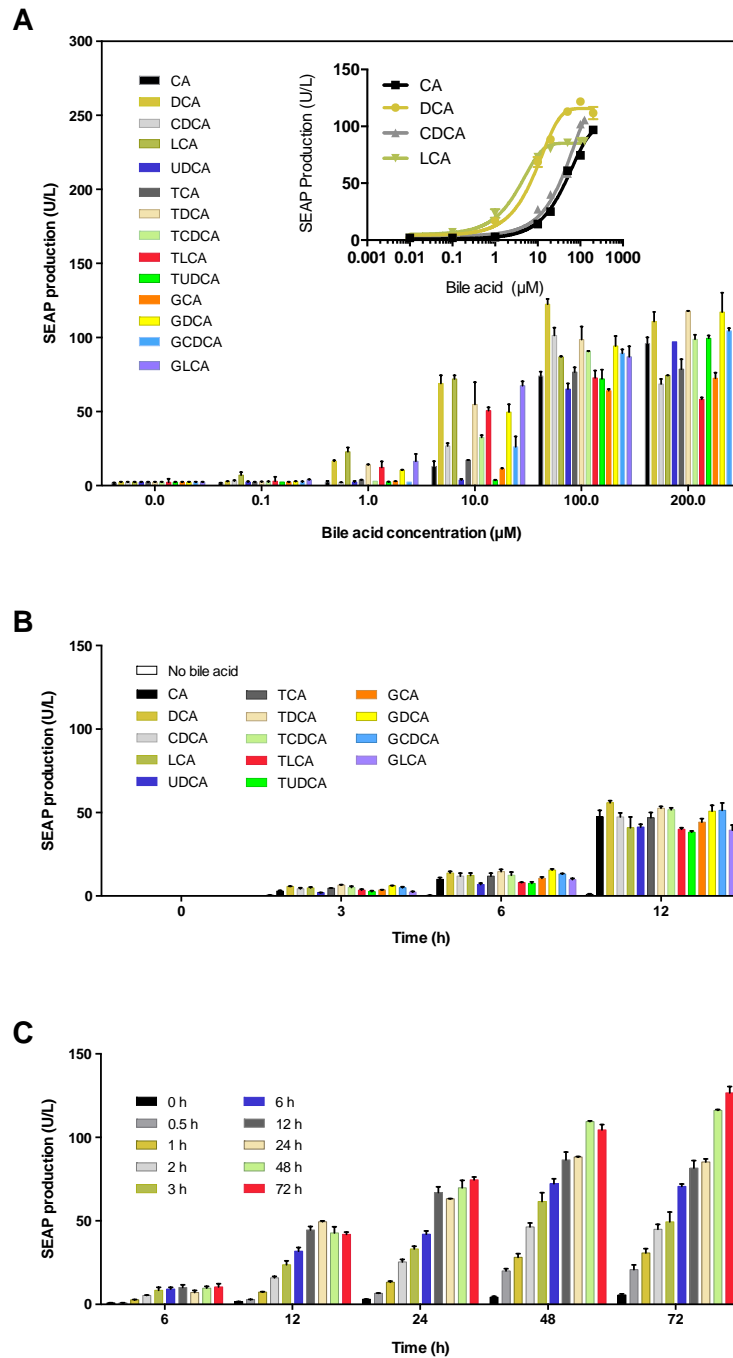 A
SEAP production (U/L)
300
250
200
150
100
50
0
CA
DCA
CDCA
LCA
UDCA
TCA
TDCA
TCDCA
TLCA
TUDCA
GCA
GDCA
GCDCA
GLCA
SEAP Production (U/L)
150
100
50
0
CA
DCA
CDCA
LCA
0.001 0.01 0.1 1 10 100 1000
Bile acid (µM)
0.0 0.1 1.0 10.0 100.0 200.0
Bile acid concentration (µM)
B
SEAP production (U/L)
150
100
50
0
No bile acid
CA TCA GCA
DCA TDCA GDCA
CDCA TCDCA GCDCA
LCA TLCA GLCA
UDCA TUDCA
0 3 6 12
Time (h)
C
SEAP production (U/L)
150
100
50
0
0 h 6 h
0.5 h 12 h
1 h 24 h
2 h 48 h
3 h 72 h
6 12 24 48 72
Time (h)